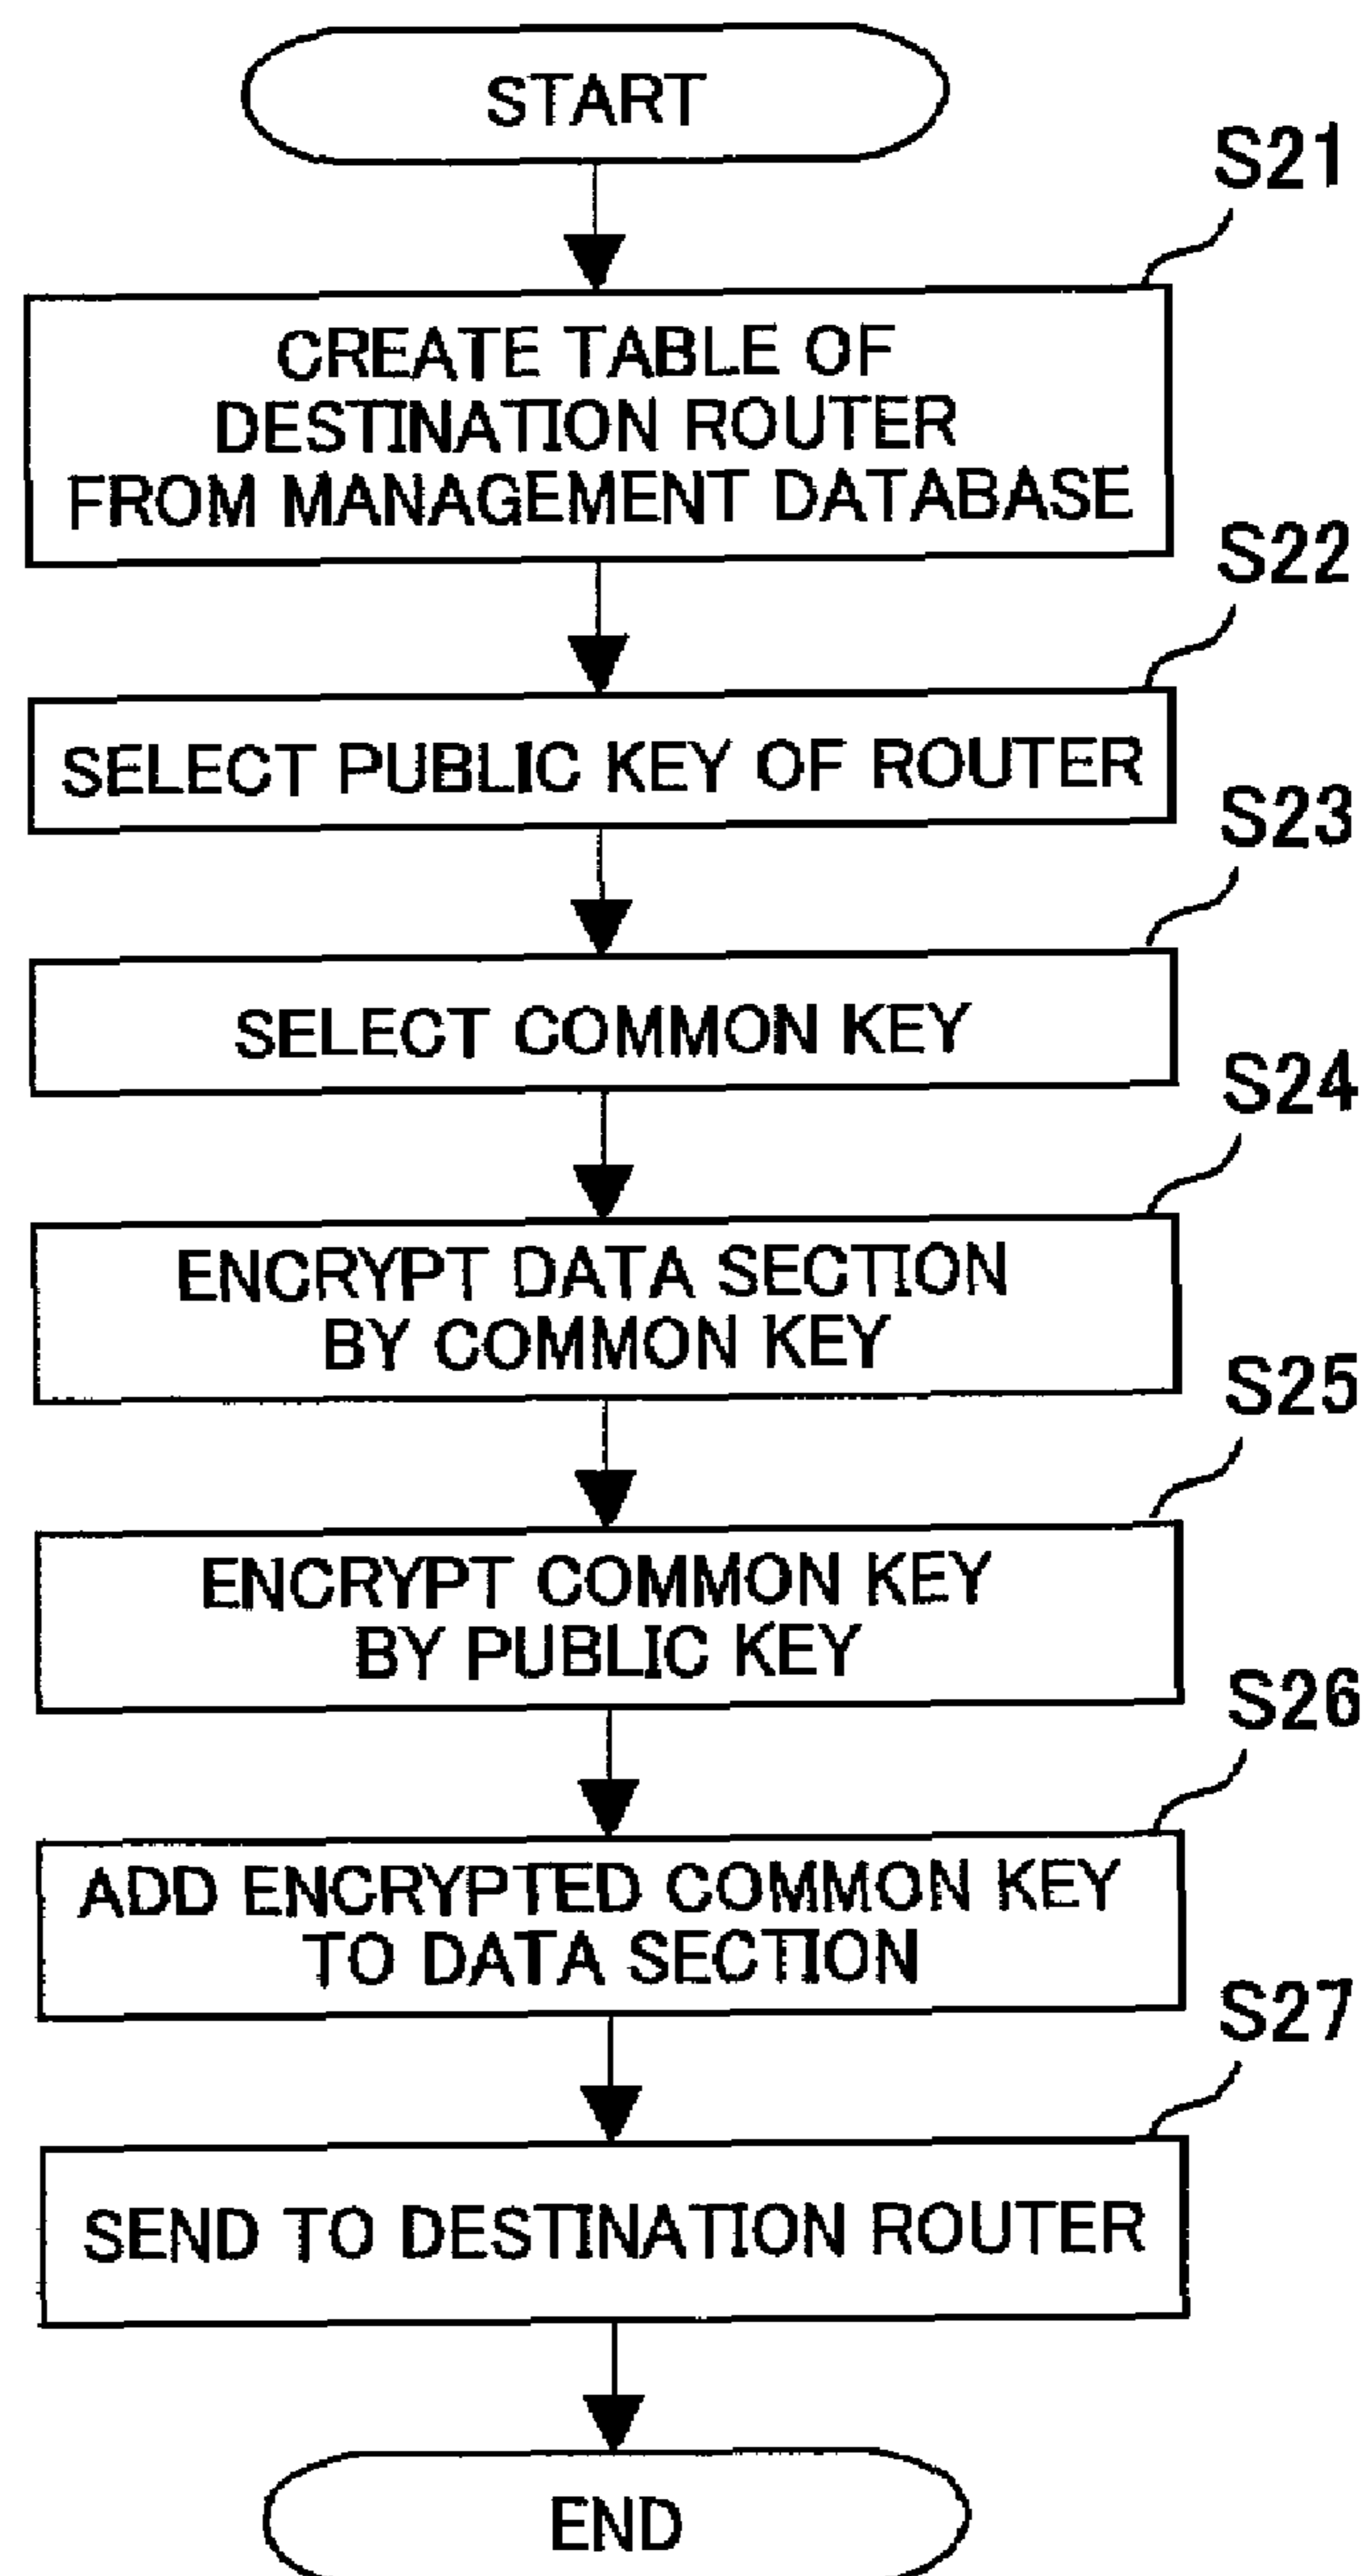 START
S21
CREATE TABLE OF
DESTINATION ROUTER
FROM MANAGEMENT DATABASE
S22
SELECT PUBLIC KEY OF ROUTER
S23
SELECT COMMON KEY
S24
ENCRYPT DATA SECTION
BY COMMON KEY
S25
ENCRYPT COMMON KEY
BY PUBLIC KEY
S26
ADD ENCRYPTED COMMON KEY
TO DATA SECTION
S27
SEND TO DESTINATION ROUTER
END